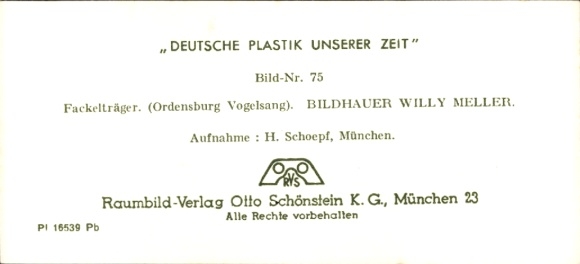 „DEUTSCHE PLASTIK UNSERER ZEIT"
Bild-Nr. 75
Fackelträger. (Ordensburg Vogelsang). BILDHAUER WILLY MELLER.
Aufnahme : H. Schoepf, München.
RVS
Raumbild-Verlag Otto Schönstein K. G., München 23
Alle Rechte vorbehalten
Pl 16539 Pb